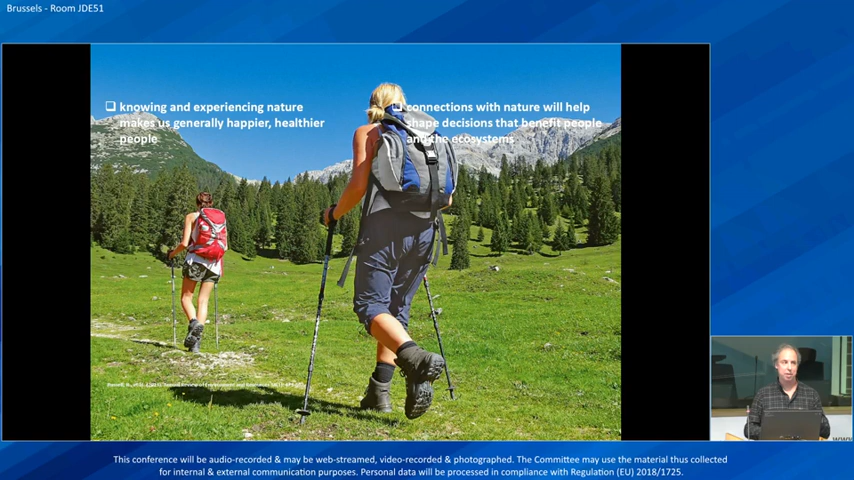 Brussels - Room JDE51
❑ knowing and experiencing nature
makes us generally happier, healthier
people
❑ connections with nature will help
shape decisions that benefit people
and the ecosystems
This conference will be audio-recorded & may be web-streamed, video-recorded & photographed. The Committee may use the material thus collected
for internal & external communication purposes. Personal data will be processed in compliance with Regulation (EU) 2018/1725.